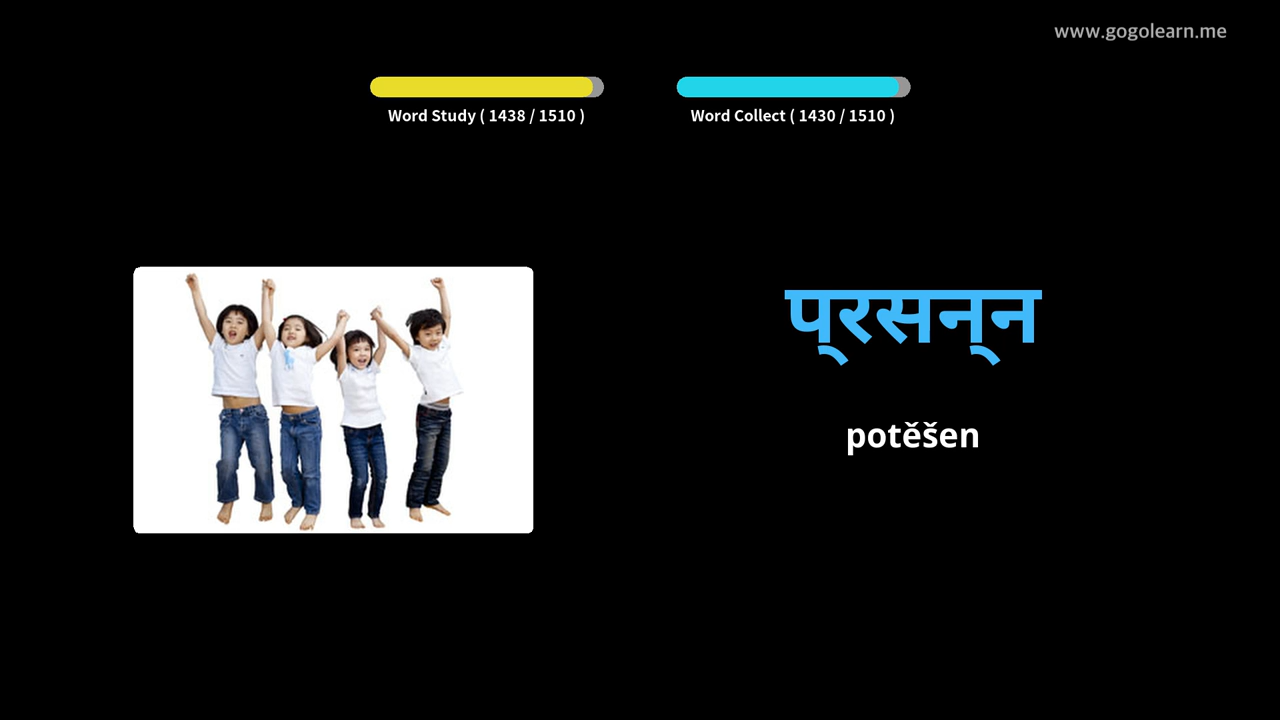 www.gogolearn.me
Word Study ( 1438 / 1510 )
Word Collect ( 1430 / 1510 )
प्रसन्न
potěšen